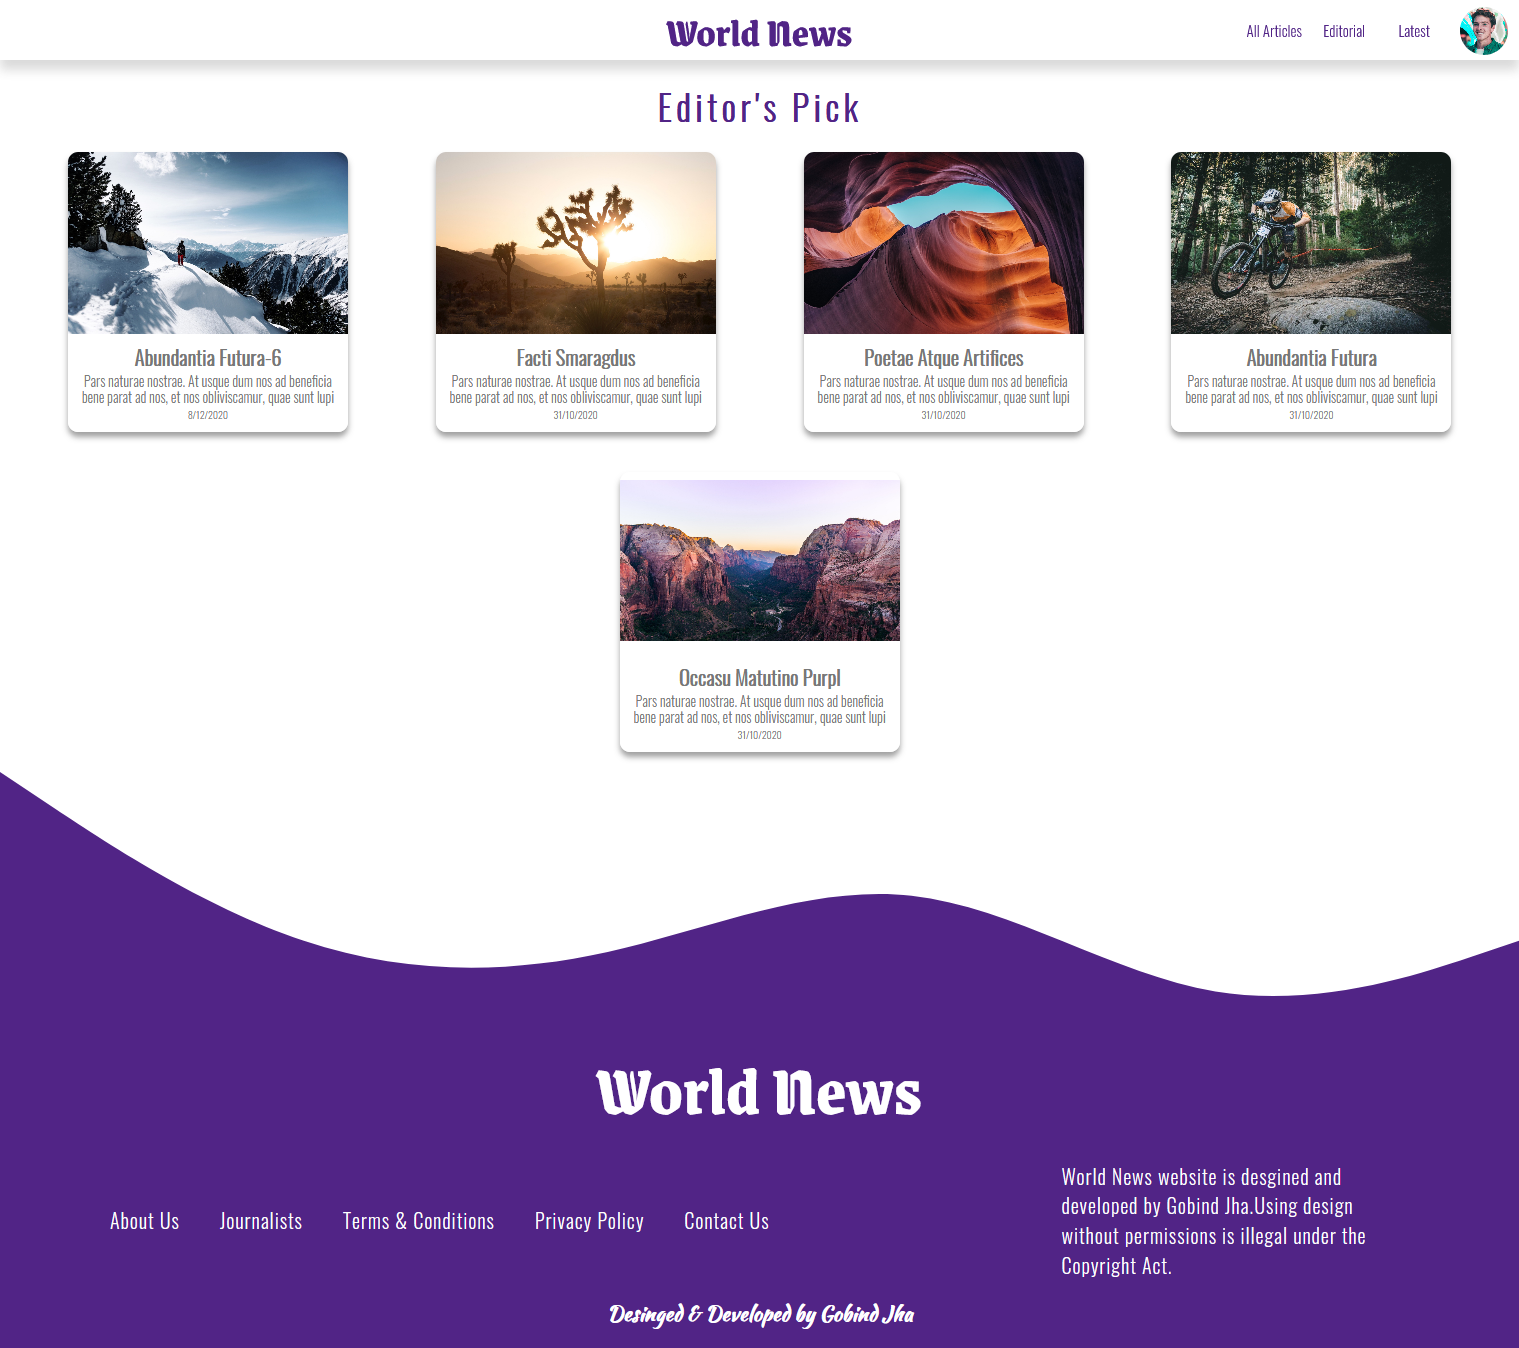 World News
All Articles
Editorial
Latest
Editor's Pick
Abundantia Futura-6
Pars naturae nostrae. At usque dum nos ad beneficia
bene parat ad nos, et nos obliviscamur, quae sunt lupi
8/12/2020
Facti Smaragdus
Pars naturae nostrae. At usque dum nos ad beneficia
bene parat ad nos, et nos obliviscamur, quae sunt lupi
31/10/2020
Poetae Atque Artifices
Pars naturae nostrae. At usque dum nos ad beneficia
bene parat ad nos, et nos obliviscamur, quae sunt lupi
31/10/2020
Abundantia Futura
Pars naturae nostrae. At usque dum nos ad beneficia
bene parat ad nos, et nos obliviscamur, quae sunt lupi
31/10/2020
Occasu Matutino Purpl
Pars naturae nostrae. At usque dum nos ad beneficia
bene parat ad nos, et nos obliviscamur, quae sunt lupi
31/10/2020
World News
About Us
Journalists
Terms & Conditions
Privacy Policy
Contact Us
World News website is desgined and
developed by Gobind Jha.Using design
without permissions is illegal under the
Copyright Act.
Desinged & Developed by Gobind Jha